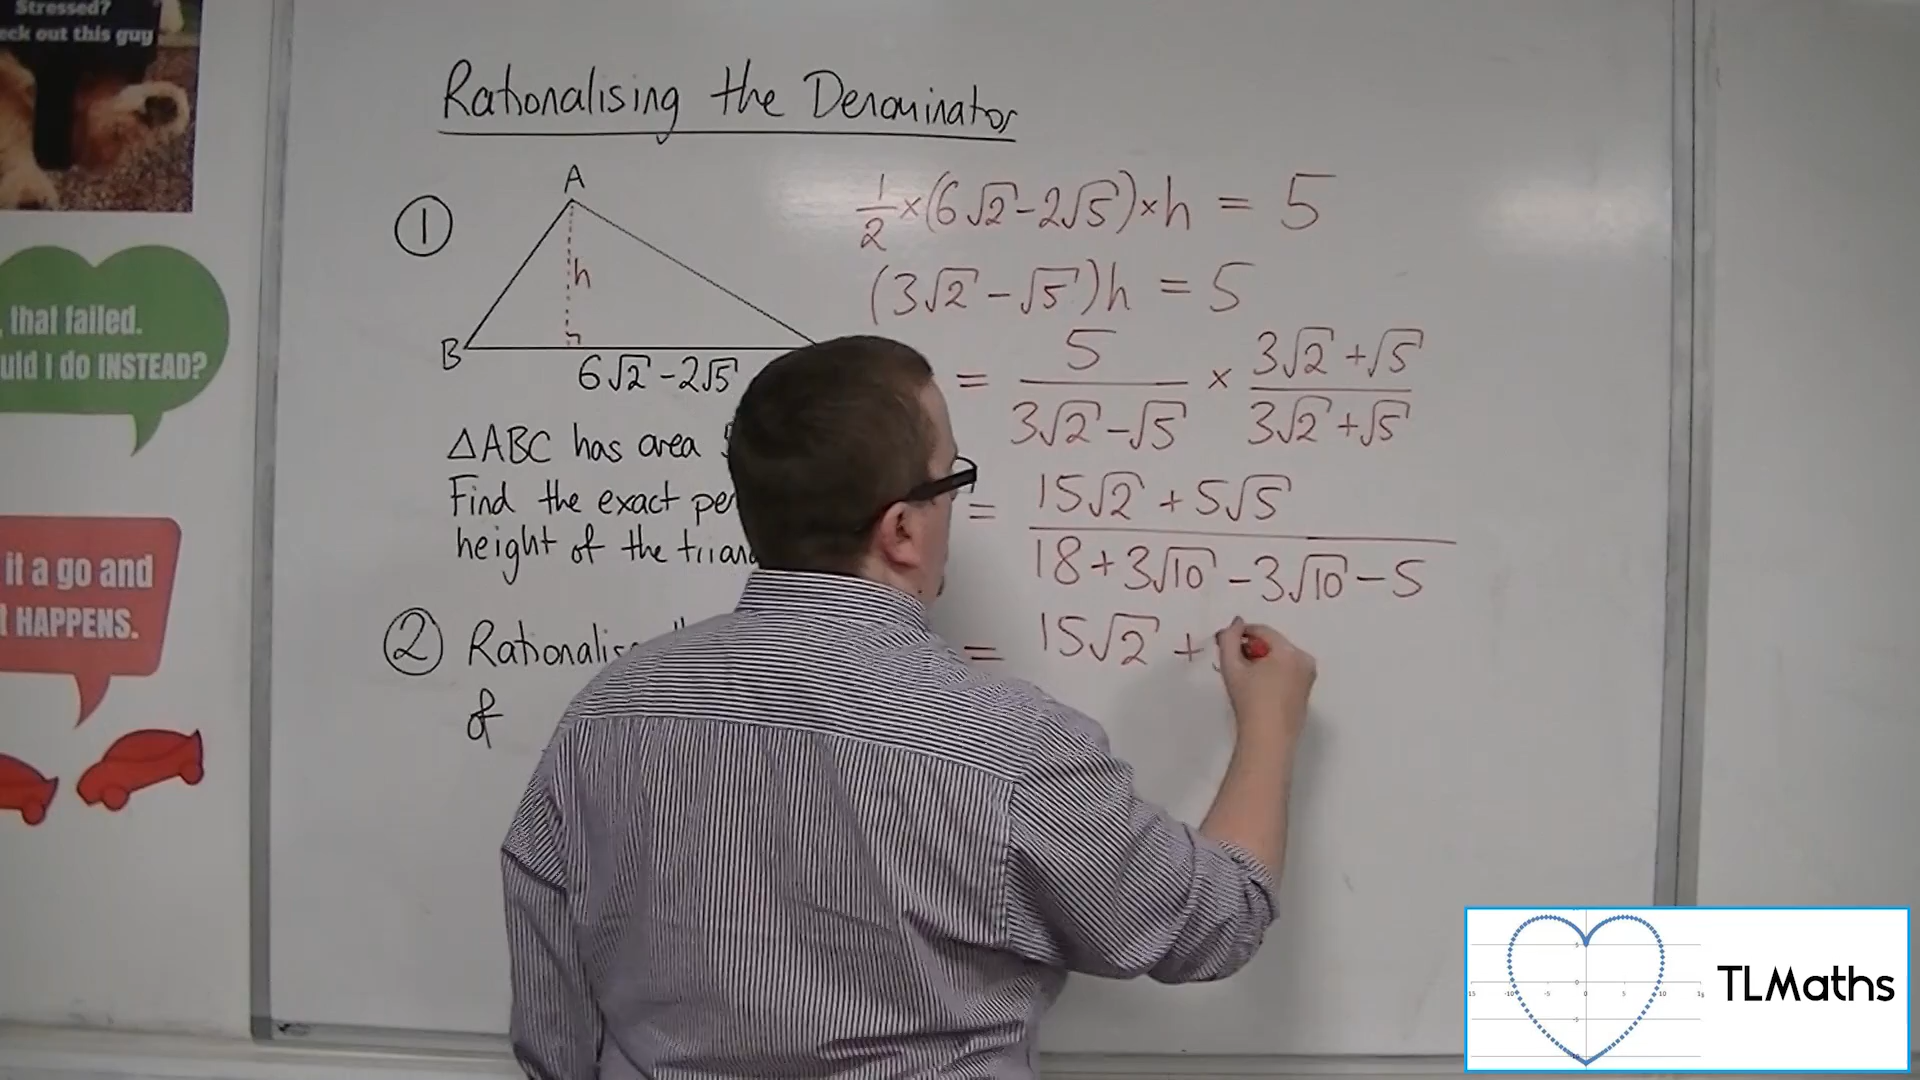 Stressed?
eck out this guy
, that failed.
uld I do INSTEAD?
it a go and
HAPPENS.
Rationalising the Denominator
1
A
h
B
6√2 - 2√5
△ABC has area
Find the exact per
height of the triang
2 Rationalis
of
1/2 × (6√2 - 2√5) × h = 5
(3√2 - √5)h = 5
= 5/(3√2 - √5) × (3√2 + √5)/(3√2 + √5)
= (15√2 + 5√5)/(18 + 3√10 - 3√10 - 5)
= 15√2 +
TLMaths